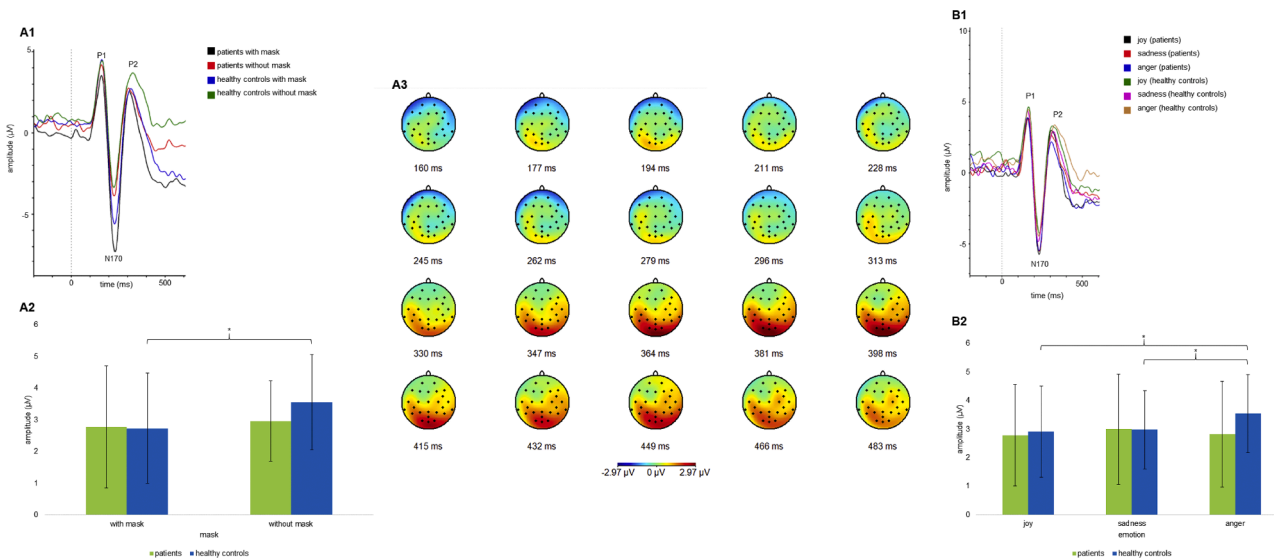 A1
P1
P2
N170
5
0
-5
amplitude (µV)
0
500
time (ms)
patients with mask
patients without mask
healthy controls with mask
healthy controls without mask
A2
6
5
4
3
2
1
0
amplitude (µV)
*
with mask
without mask
mask
patients
healthy controls
A3
160 ms
177 ms
194 ms
211 ms
228 ms
245 ms
262 ms
279 ms
296 ms
313 ms
330 ms
347 ms
364 ms
381 ms
398 ms
415 ms
432 ms
449 ms
466 ms
483 ms
-2.97 µV
0 µV
2.97 µV
B1
10
5
0
-5
amplitude (µV)
P1
P2
N170
0
500
time (ms)
joy (patients)
sadness (patients)
anger (patients)
joy (healthy controls)
sadness (healthy controls)
anger (healthy controls)
B2
6
5
4
3
2
1
0
amplitude (µV)
*
*
joy
sadness
anger
emotion
patients
healthy controls